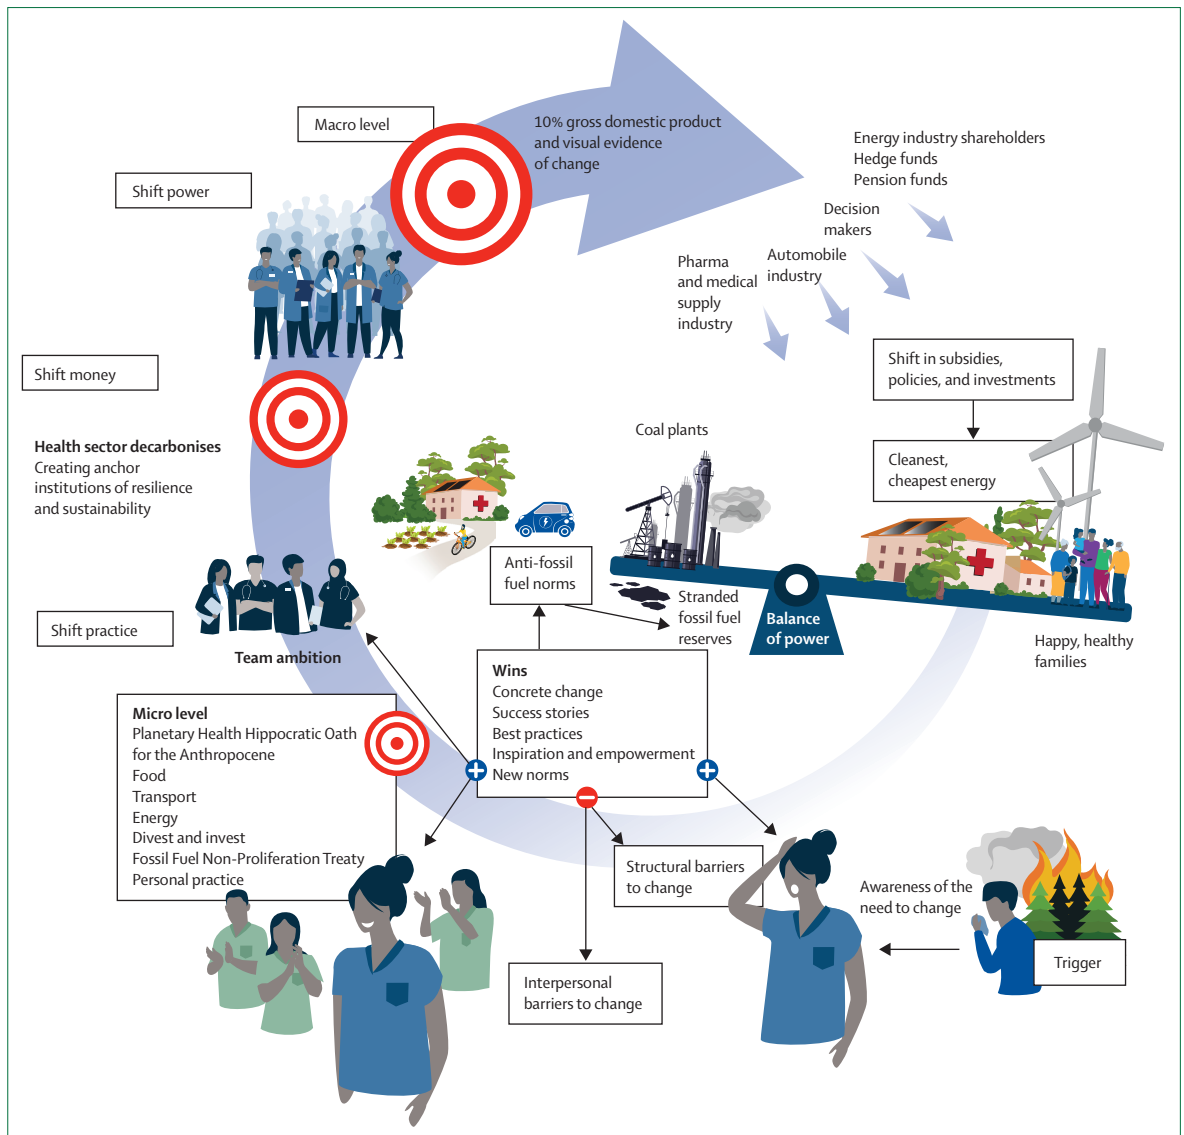 Macro level
10% gross domestic product
and visual evidence
of change
Energy industry shareholders
Hedge funds
Pension funds
Shift power
Decision
makers
Automobile
industry
Pharma
and medical
supply
industry
Shift money
Shift in subsidies,
policies, and investments
Health sector decarbonises
Creating anchor
institutions of resilience
and sustainability
Coal plants
Cleanest,
cheapest energy
Anti-fossil
fuel norms
Stranded
fossil fuel
reserves
Balance
of power
Happy, healthy
families
Shift practice
Team ambition
Wins
Concrete change
Success stories
Best practices
Inspiration and empowerment
New norms
Micro level
Planetary Health Hippocratic Oath
for the Anthropocene
Food
Transport
Energy
Divest and invest
Fossil Fuel Non-Proliferation Treaty
Personal practice
Structural barriers
to change
Interpersonal
barriers to change
Awareness of the
need to change
Trigger